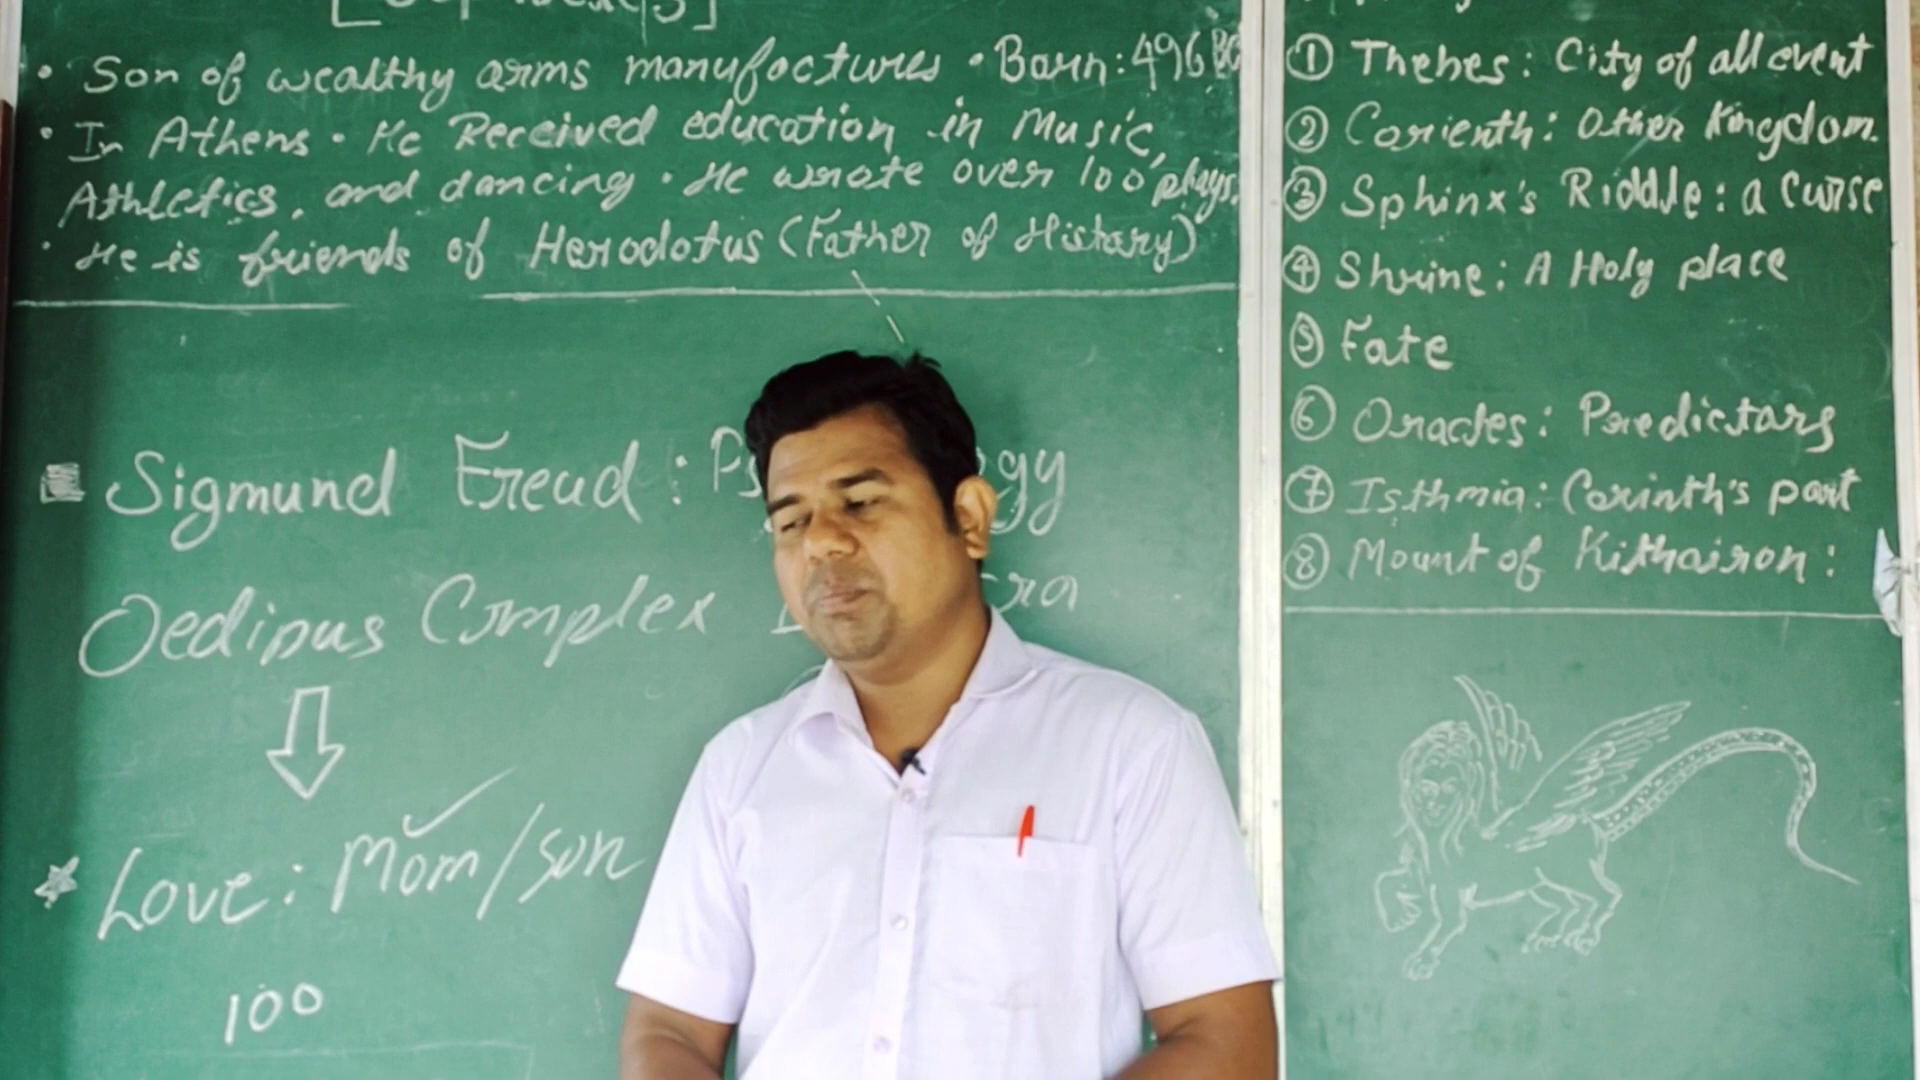 • Son of wealthy arms manufactures • Born: 496 BC
• In Athens • He Received education in Music,
Athletics, and dancing • He wrote over 100 plays.
• He is friends of Herodotus (Father of History)
Sigmund Freud :
Oedipus Complex
Love: Mom/son
100
① Thebes: City of all event
② Corienth: Other Kingdom.
③ Sphinx's Riddle: a Curse
④ Shrine: A Holy place
⑤ Fate
⑥ Oracles: Predictors
⑦ Isthmia: Corinth's part
⑧ Mount of Kithairon: